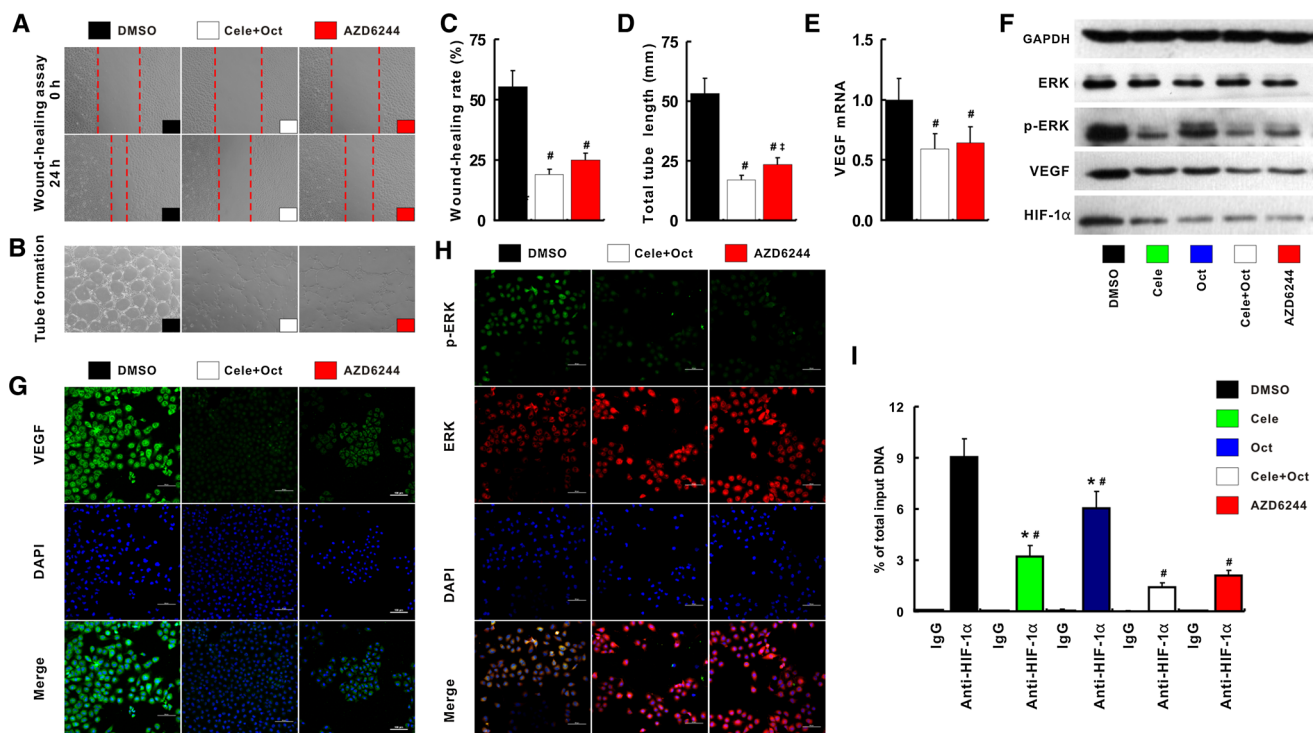 A
DMSO
Cele+Oct
AZD6244
Wound-healing assay
0 h
24 h
B
Tube formation
C
Wound-healing rate (%)
75
50
25
0
#
#
D
Total tube length (mm)
75
50
25
0
#
# ‡
E
VEGF mRNA
1.5
1.0
0.5
0.0
#
#
F
GAPDH
ERK
p-ERK
VEGF
HIF-1α
DMSO
Cele
Oct
Cele+Oct
AZD6244
G
DMSO
Cele+Oct
AZD6244
VEGF
DAPI
Merge
H
DMSO
Cele+Oct
AZD6244
p-ERK
ERK
DAPI
Merge
I
DMSO
Cele
Oct
Cele+Oct
AZD6244
% of total input DNA
12
9
6
3
0
* #
* #
#
#
IgG
Anti-HIF-1α
IgG
Anti-HIF-1α
IgG
Anti-HIF-1α
IgG
Anti-HIF-1α
IgG
Anti-HIF-1α